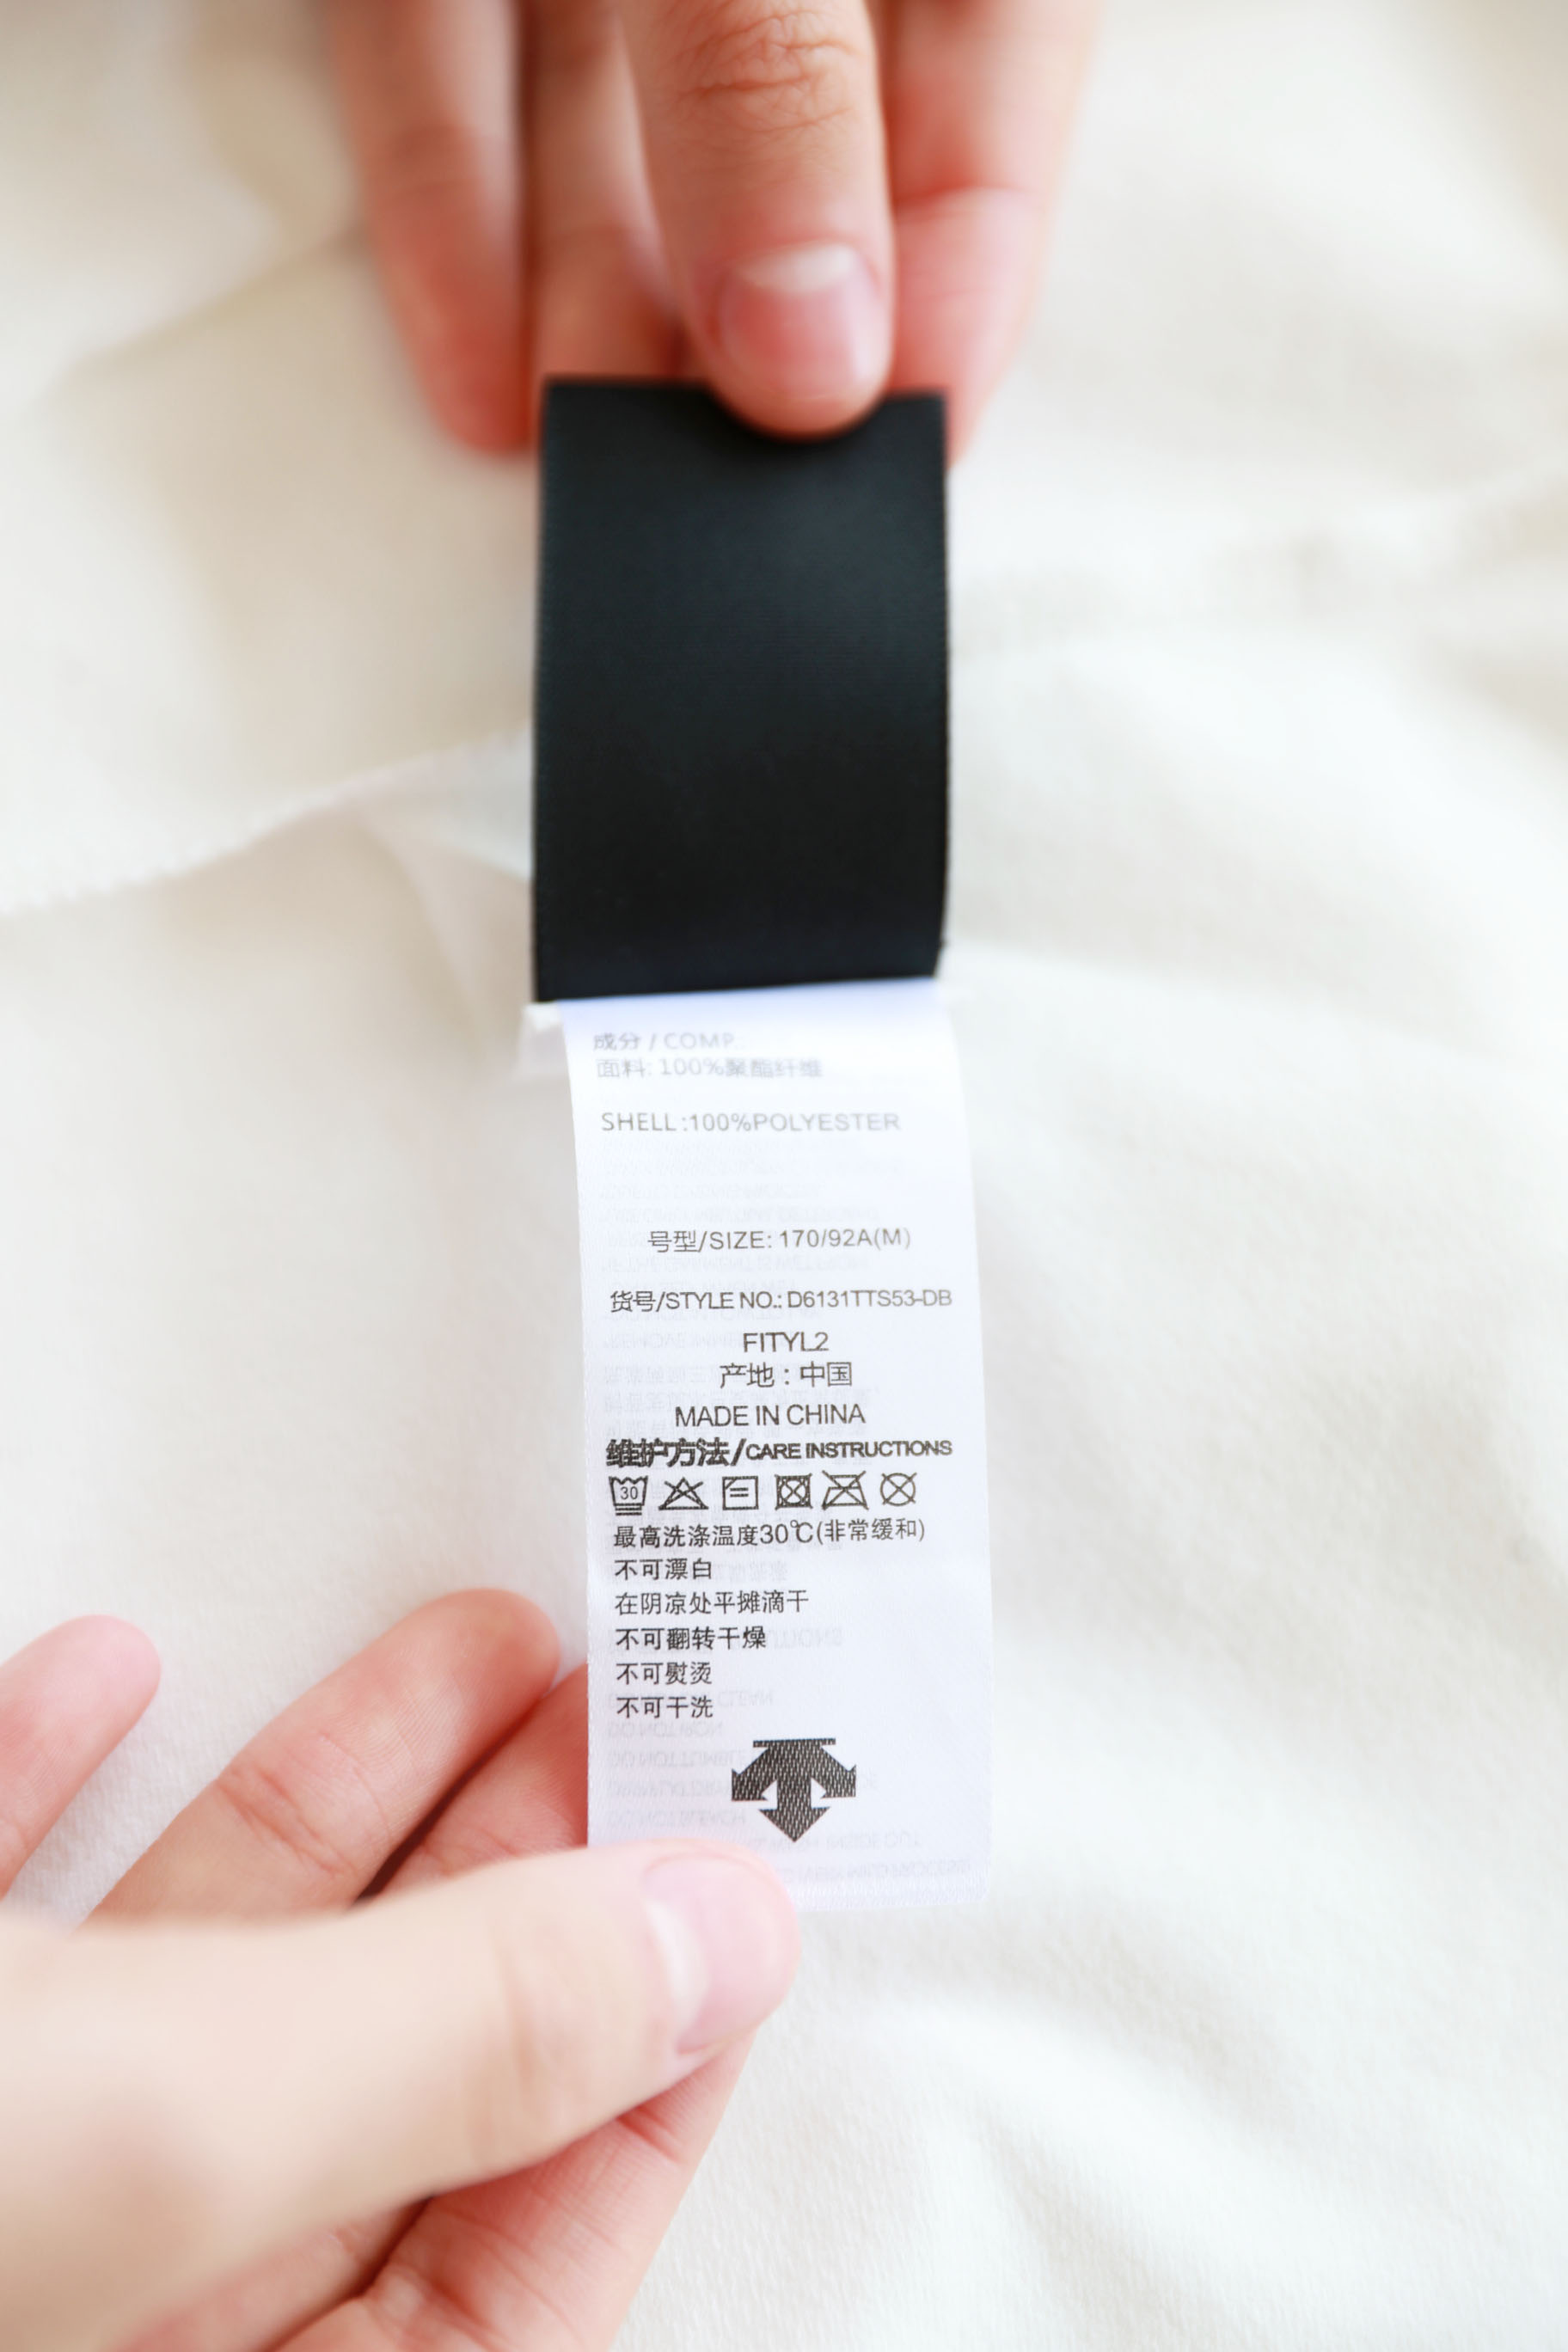 成分 / COMP.
面料: 100%聚酯纤维
SHELL:100%POLYESTER
号型/SIZE: 170/92A(M)
货号/STYLE NO.: D6131TTS53-DB
FITYL2
产地 : 中国
MADE IN CHINA
维护方法/CARE INSTRUCTIONS
30
最高洗涤温度30℃(非常缓和)
不可漂白
在阴凉处平摊滴干
不可翻转干燥
不可熨烫
不可干洗